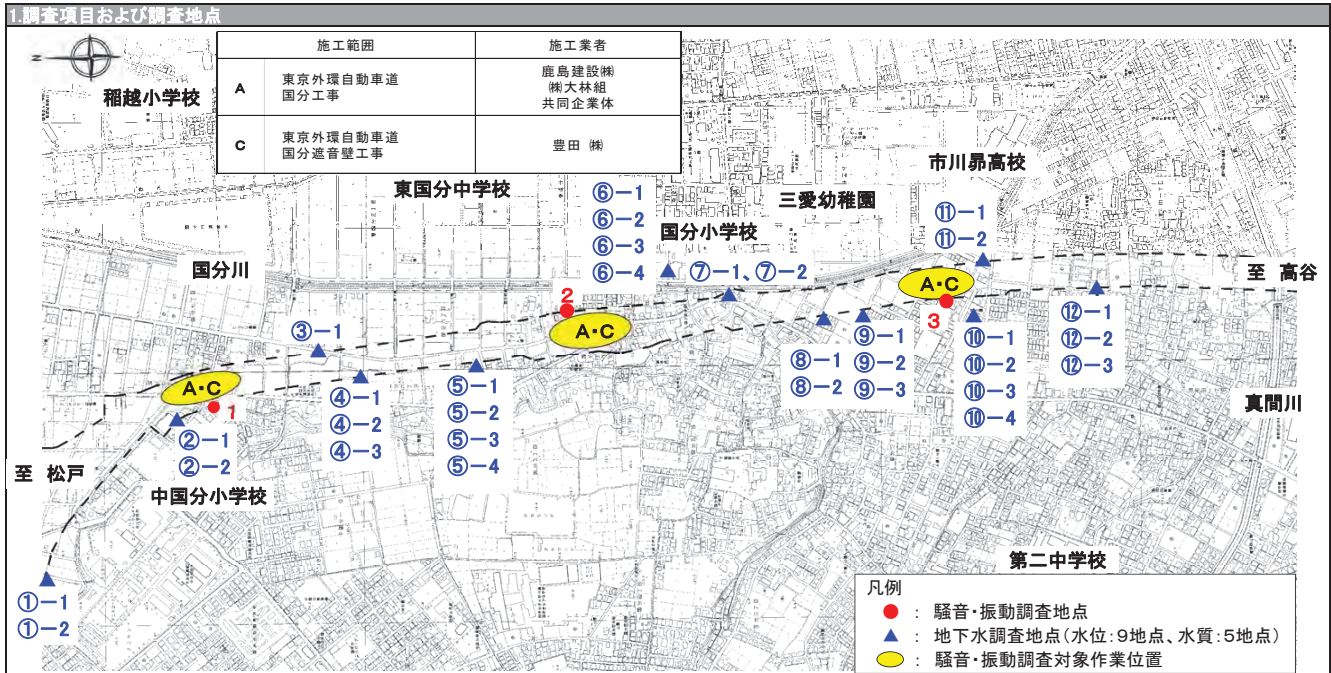 1.調査項目および調査地点
施工範囲 施工業者
A 東京外環自動車道
国分工事
鹿島建設㈱
㈱大林組
共同企業体
C 東京外環自動車道
国分遮音壁工事
豊田 ㈱
稲越小学校
東国分中学校
国分川
⑥-1
⑥-2
⑥-3
⑥-4
国分小学校
⑦-1、⑦-2
三愛幼稚園
市川昴高校
⑪-1
⑪-2
至 高谷
A・C
3
2
A・C
③-1
⑧-1
⑧-2
⑨-1
⑨-2
⑨-3
⑩-1
⑩-2
⑩-3
⑩-4
⑫-1
⑫-2
⑫-3
真間川
A・C
1
②-1
②-2
④-1
④-2
④-3
⑤-1
⑤-2
⑤-3
⑤-4
至 松戸
中国分小学校
①-1
①-2
第二中学校
凡例
: 騒音・振動調査地点
: 地下水調査地点(水位:9地点、水質:5地点)
: 騒音・振動調査対象作業位置